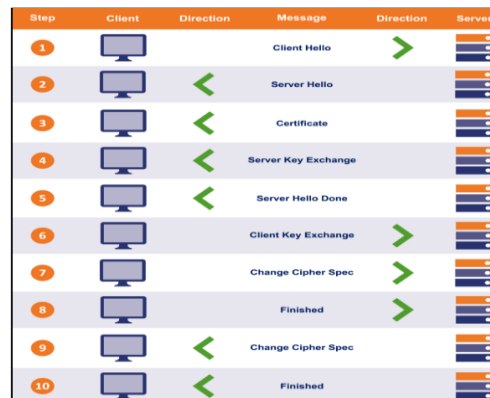 Step Client Direction Message Direction Server
1 Client Hello
2 Server Hello
3 Certificate
4 Server Key Exchange
5 Server Hello Done
6 Client Key Exchange
7 Change Cipher Spec
8 Finished
9 Change Cipher Spec
10 Finished